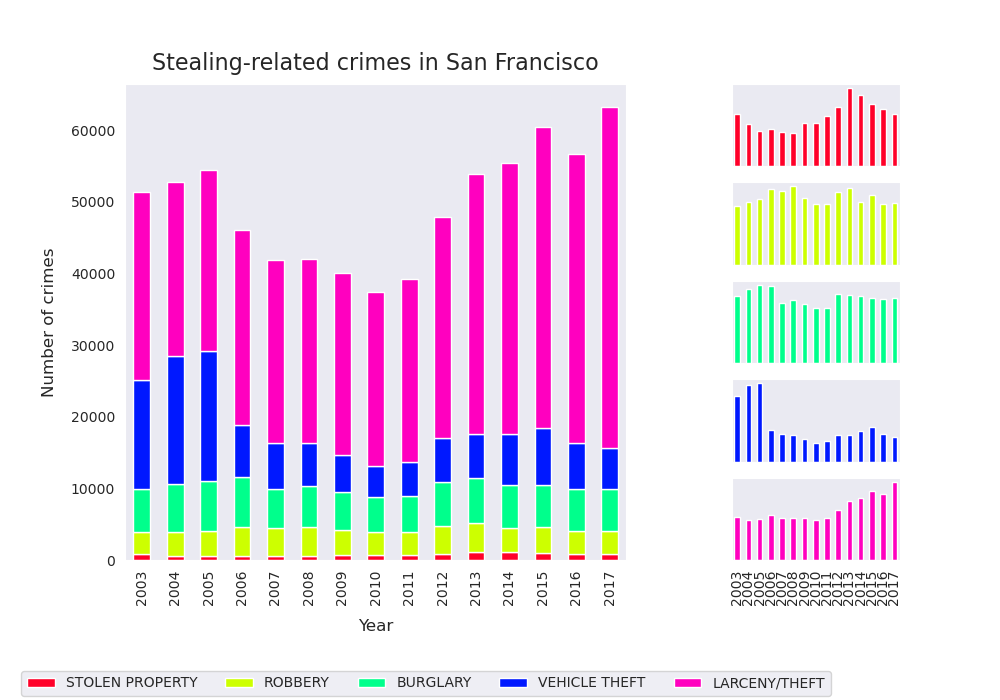 Stealing-related crimes in San Francisco
Number of crimes
60000
50000
40000
30000
20000
10000
0
2003 2004 2005 2006 2007 2008 2009 2010 2011 2012 2013 2014 2015 2016 2017
Year
2003 2004 2005 2006 2007 2008 2009 2010 2011 2012 2013 2014 2015 2016 2017
STOLEN PROPERTY ROBBERY BURGLARY VEHICLE THEFT LARCENY/THEFT